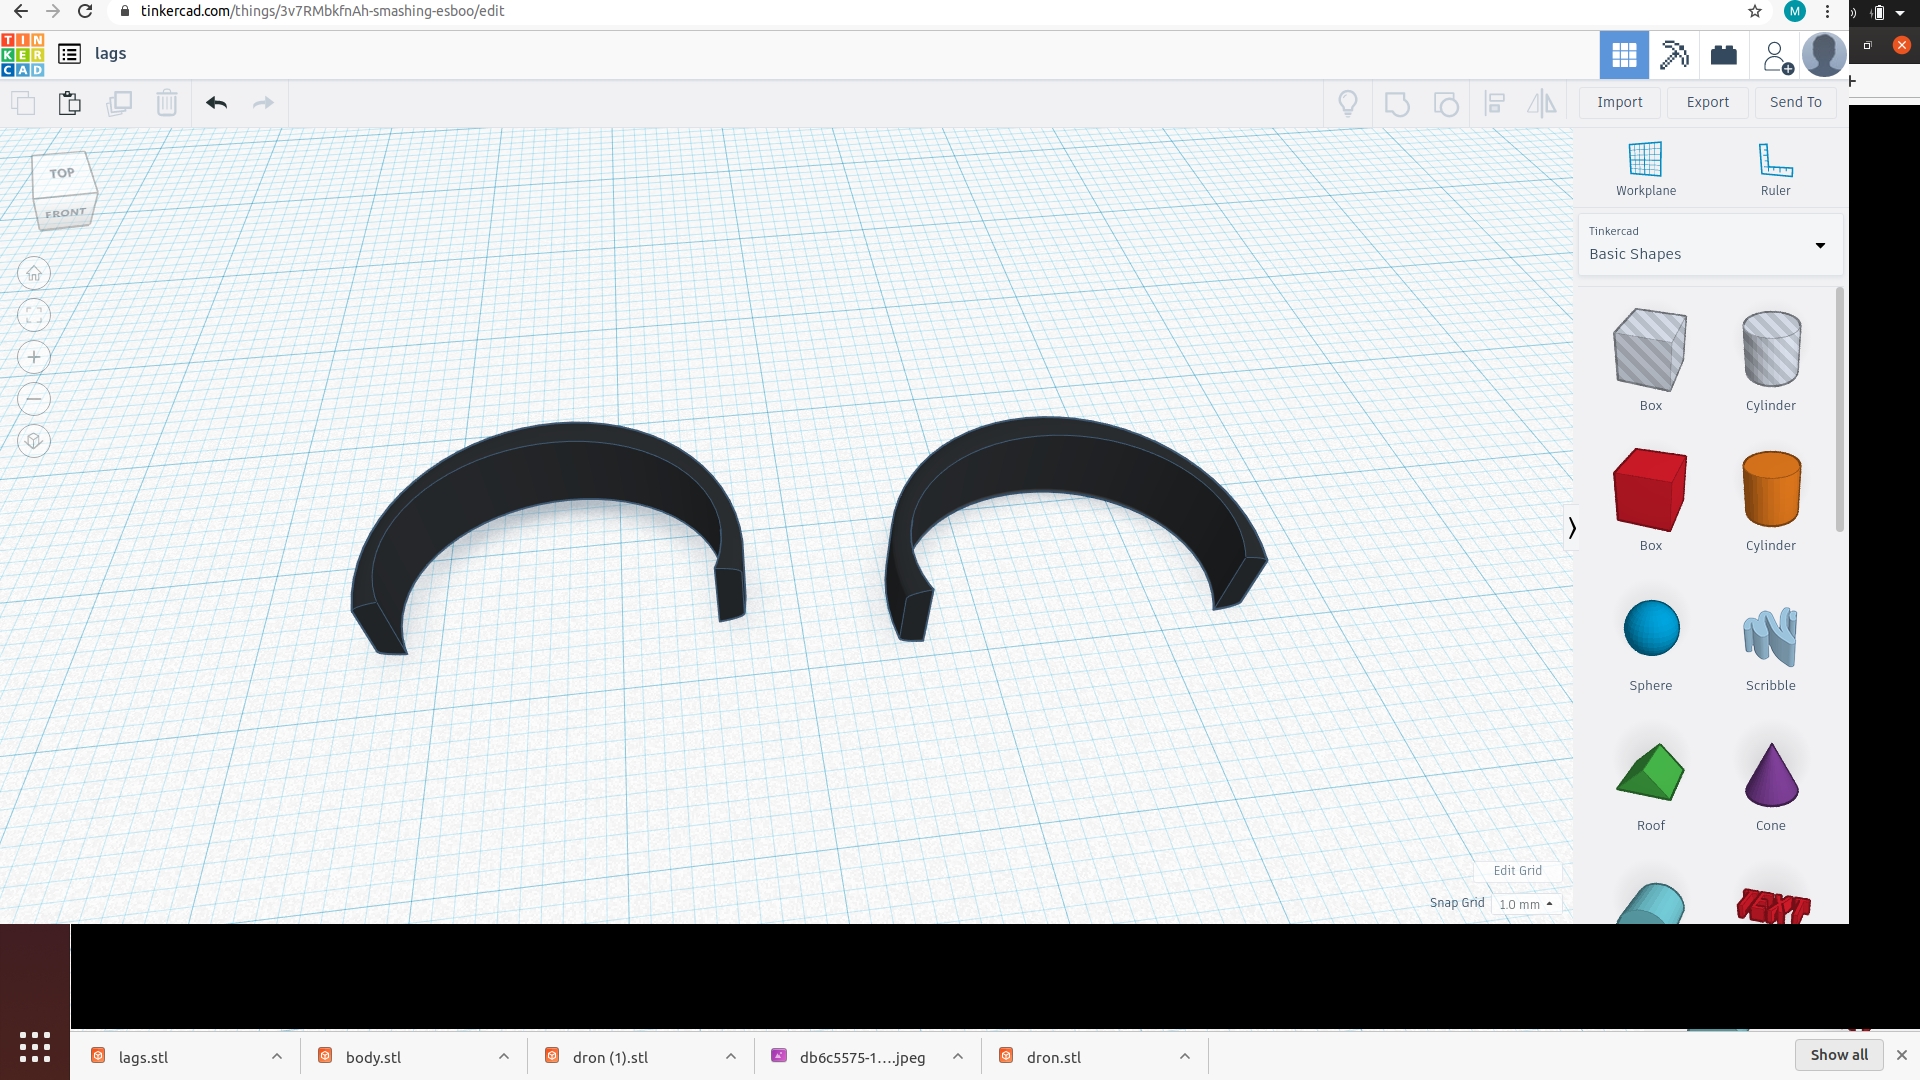 tinkercad.com/things/3v7RMbkfnAh-smashing-esboo/edit
M
TIN
KER
CAD
lags
Import
Export
Send To
TOP
FRONT
Workplane
Ruler
Tinkercad
Basic Shapes
Box
Cylinder
Box
Cylinder
Sphere
Scribble
Roof
Cone
TEXT
Edit Grid
Snap Grid
1.0 mm
lags.stl
body.stl
dron (1).stl
db6c5575-1....jpeg
dron.stl
Show all